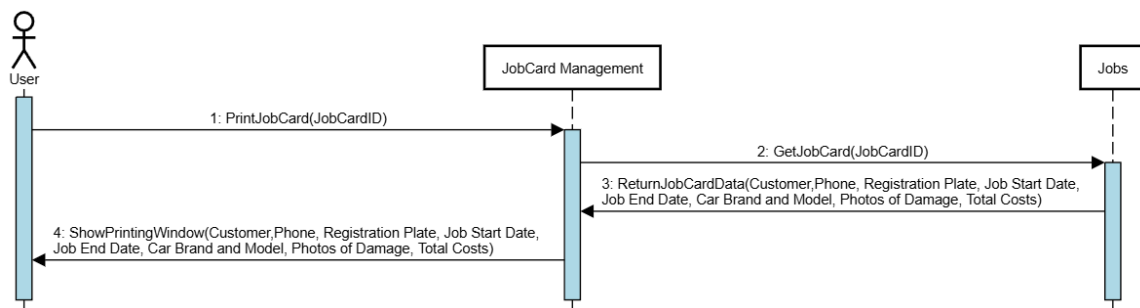 User
JobCard Management
Jobs
1: PrintJobCard(JobCardID)
2: GetJobCard(JobCardID)
3: ReturnJobCardData(Customer,Phone, Registration Plate, Job Start Date,
Job End Date, Car Brand and Model, Photos of Damage, Total Costs)
4: ShowPrintingWindow(Customer,Phone, Registration Plate, Job Start Date,
Job End Date, Car Brand and Model, Photos of Damage, Total Costs)